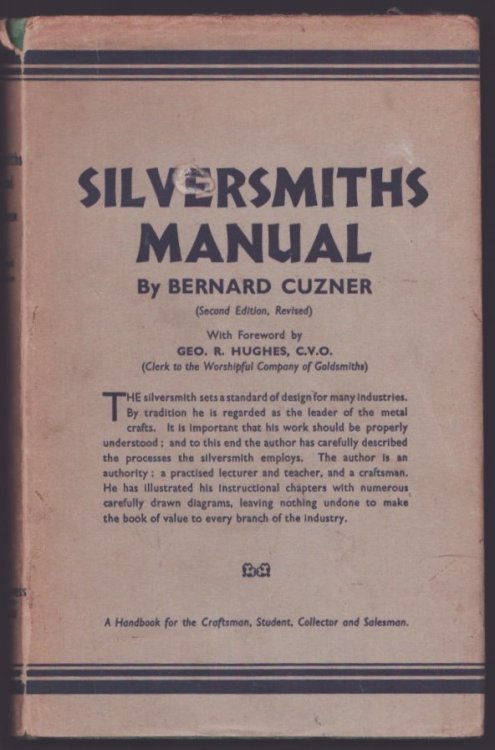 SILVERSMITHS
MANUAL
By BERNARD CUZNER
(Second Edition, Revised)
With Foreword by
GEO. R. HUGHES, C.V.O.
(Clerk to the Worshipful Company of Goldsmiths)
THE silversmith sets a standard of design for many industries.
By tradition he is regarded as the leader of the metal
crafts. It is important that his work should be properly
understood ; and to this end the author has carefully described
the processes the silversmith employs. The author is an
authority : a practised lecturer and teacher, and a craftsman.
He has illustrated his instructional chapters with numerous
carefully drawn diagrams, leaving nothing undone to make
the book of value to every branch of the industry.
A Handbook for the Craftsman, Student, Collector and Salesman.